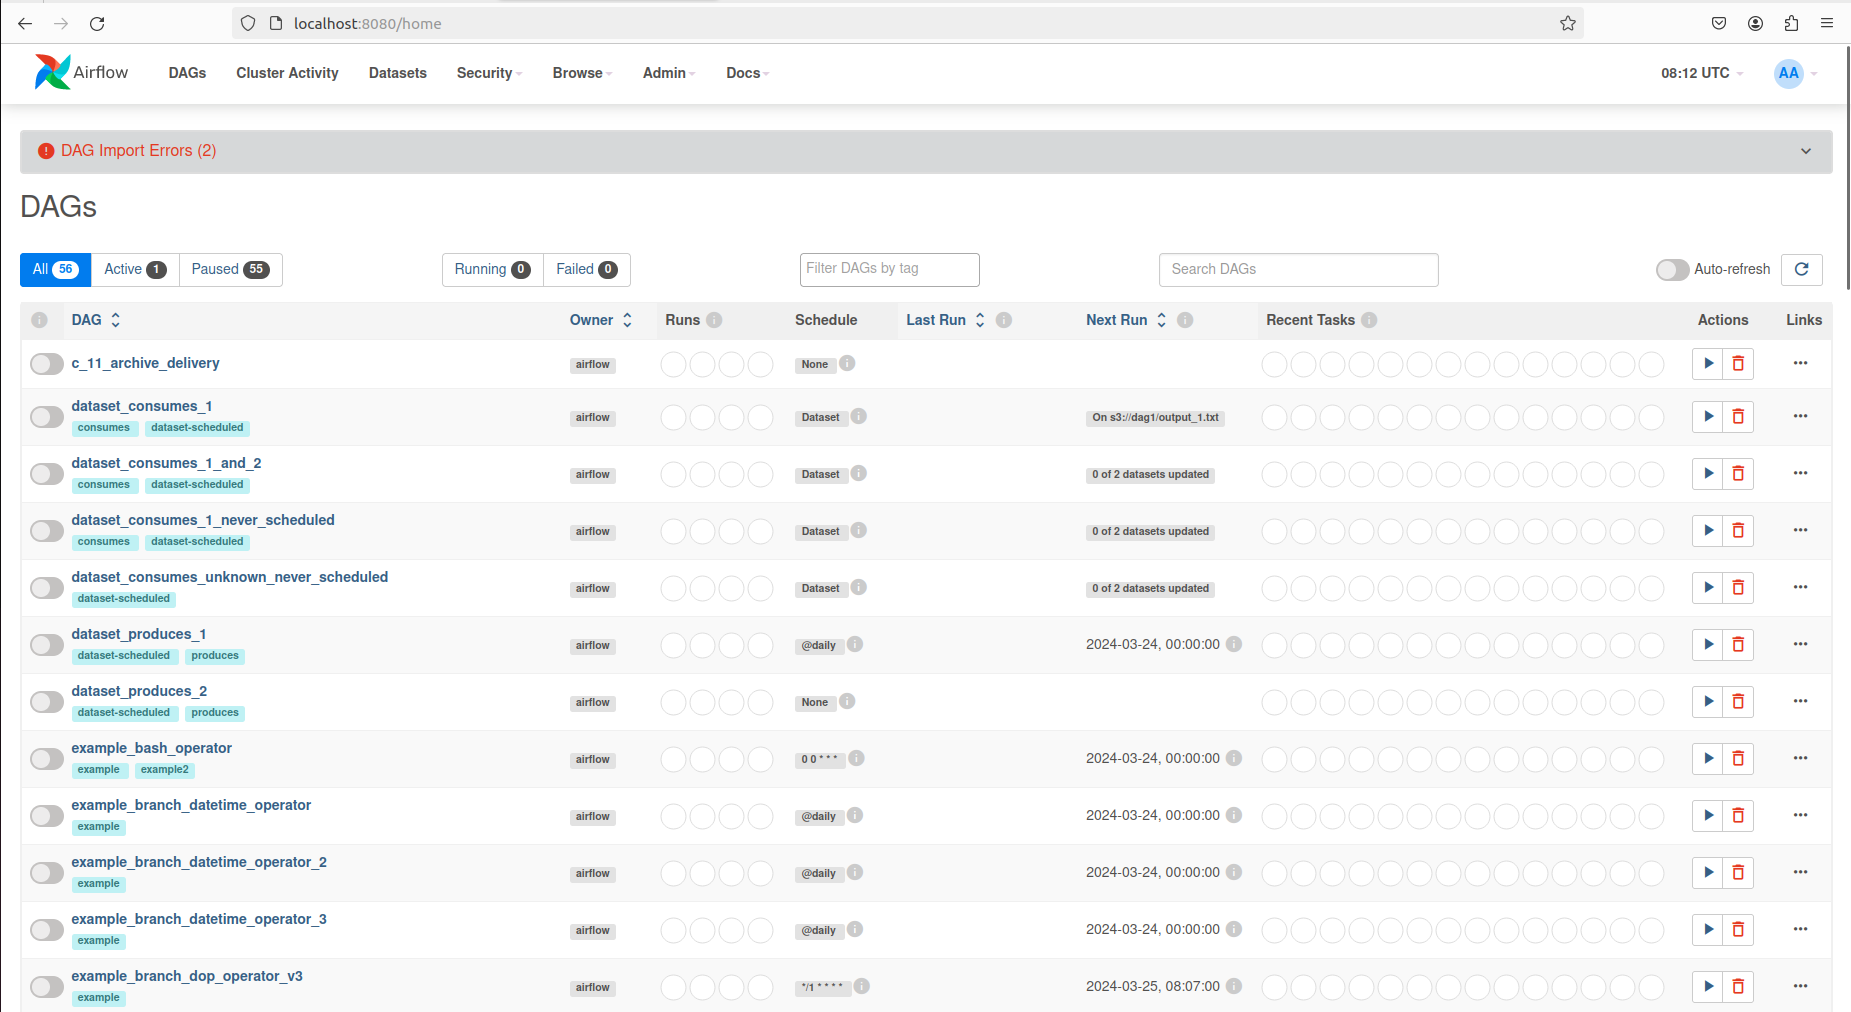 localhost:8080/home
Airflow DAGs Cluster Activity Datasets Security Browse Admin Docs 08:12 UTC AA
DAG Import Errors (2)
DAGs
All 56 Active 1 Paused 55 Running 0 Failed 0 Filter DAGs by tag Search DAGs Auto-refresh
DAG Owner Runs Schedule Last Run Next Run Recent Tasks Actions Links
c_11_archive_delivery airflow None
dataset_consumes_1
consumes dataset-scheduled airflow Dataset On s3://dag1/output_1.txt
dataset_consumes_1_and_2
consumes dataset-scheduled airflow Dataset 0 of 2 datasets updated
dataset_consumes_1_never_scheduled
consumes dataset-scheduled airflow Dataset 0 of 2 datasets updated
dataset_consumes_unknown_never_scheduled
dataset-scheduled airflow Dataset 0 of 2 datasets updated
dataset_produces_1
dataset-scheduled produces airflow @daily 2024-03-24, 00:00:00
dataset_produces_2
dataset-scheduled produces airflow None
example_bash_operator
example example2 airflow 0 0 * * * 2024-03-24, 00:00:00
example_branch_datetime_operator
example airflow @daily 2024-03-24, 00:00:00
example_branch_datetime_operator_2
example airflow @daily 2024-03-24, 00:00:00
example_branch_datetime_operator_3
example airflow @daily 2024-03-24, 00:00:00
example_branch_dop_operator_v3
example airflow */1 * * * * 2024-03-25, 08:07:00